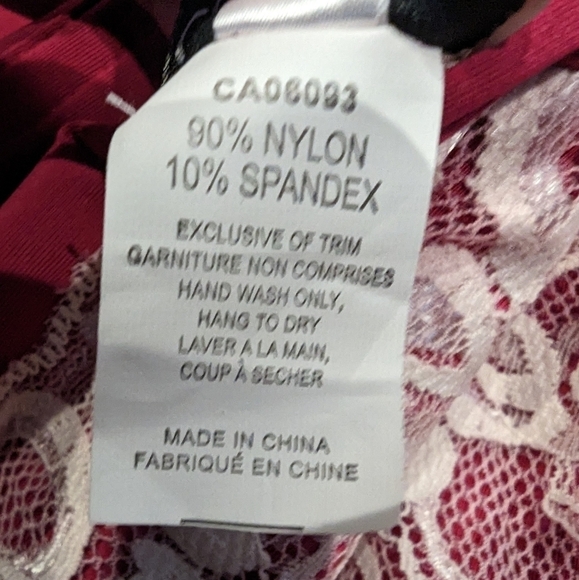 CA06093
90% NYLON
10% SPANDEX
EXCLUSIVE OF TRIM
GARNITURE NON COMPRISES
HAND WASH ONLY,
HANG TO DRY
LAVER A LA MAIN,
COUP À SECHER
MADE IN CHINA
FABRIQUÉ EN CHINE